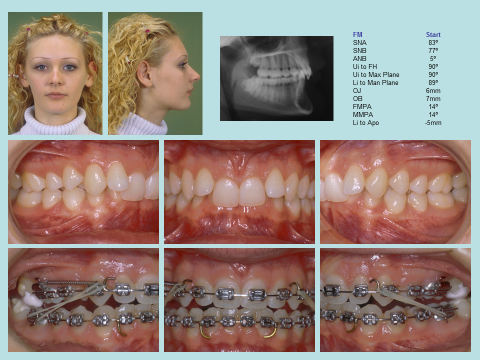 FM Start
SNA 83º
SNB 77º
ANB 5º
Ui to FH 90º
Ui to Max Plane 90º
Li to Man Plane 89º
OJ 6mm
OB 7mm
FMPA 14º
MMPA 14º
Li to Apo -5mm